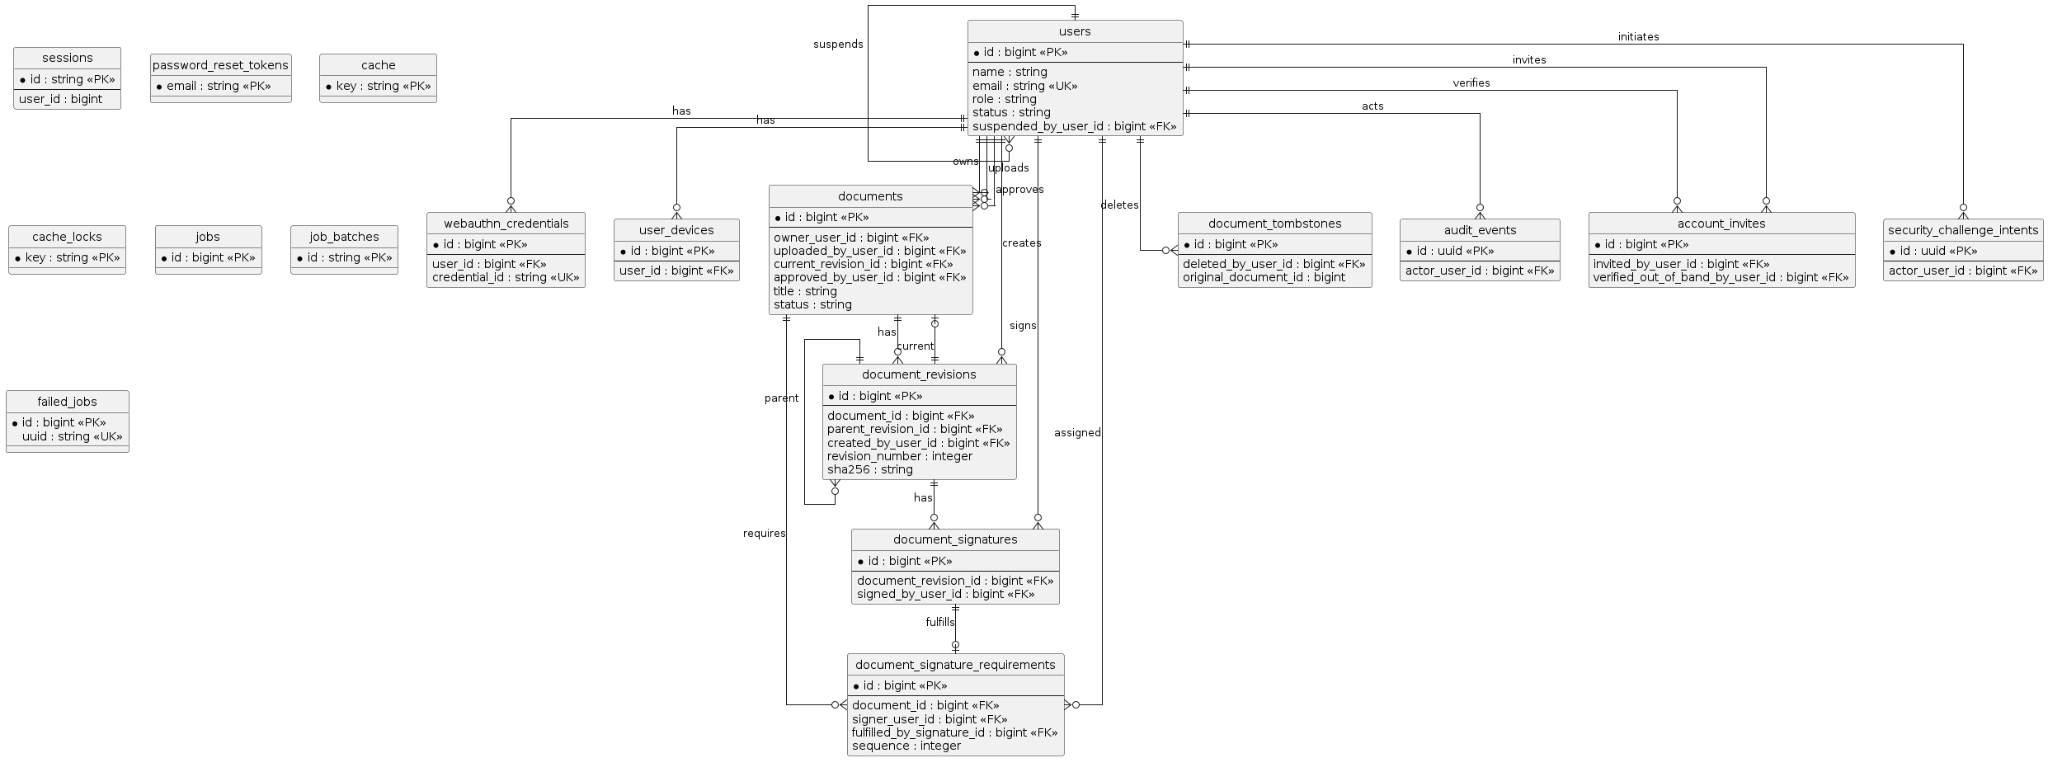 suspends
users
id : bigint «PK»
name : string
email : string «UK»
role : string
status : string
suspended_by_user_id : bigint «FK»
initiates
invites
verifies
acts
sessions
id : string «PK»
user_id : bigint
password_reset_tokens
email : string «PK»
cache
key : string «PK»
has
has
owns
uploads
approves
creates
signs
assigned
deletes
cache_locks
key : string «PK»
jobs
id : bigint «PK»
job_batches
id : string «PK»
webauthn_credentials
id : bigint «PK»
user_id : bigint «FK»
credential_id : string «UK»
user_devices
id : bigint «PK»
user_id : bigint «FK»
documents
id : bigint «PK»
owner_user_id : bigint «FK»
uploaded_by_user_id : bigint «FK»
current_revision_id : bigint «FK»
approved_by_user_id : bigint «FK»
title : string
status : string
document_tombstones
id : bigint «PK»
deleted_by_user_id : bigint «FK»
original_document_id : bigint
audit_events
id : uuid «PK»
actor_user_id : bigint «FK»
account_invites
id : bigint «PK»
invited_by_user_id : bigint «FK»
verified_out_of_band_by_user_id : bigint «FK»
security_challenge_intents
id : uuid «PK»
actor_user_id : bigint «FK»
has
current
parent
requires
failed_jobs
id : bigint «PK»
uuid : string «UK»
document_revisions
id : bigint «PK»
document_id : bigint «FK»
parent_revision_id : bigint «FK»
created_by_user_id : bigint «FK»
revision_number : integer
sha256 : string
has
document_signatures
id : bigint «PK»
document_revision_id : bigint «FK»
signed_by_user_id : bigint «FK»
fulfills
document_signature_requirements
id : bigint «PK»
document_id : bigint «FK»
signer_user_id : bigint «FK»
fulfilled_by_signature_id : bigint «FK»
sequence : integer